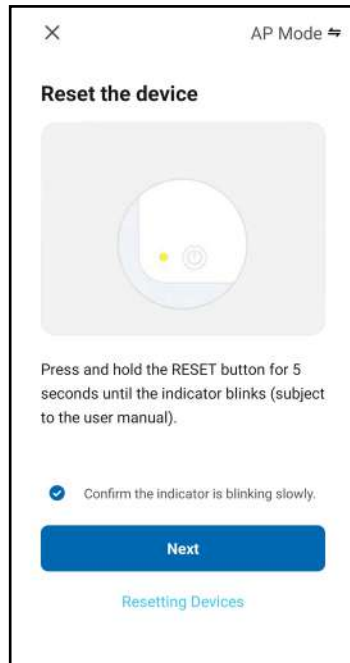 AP Mode
Reset the device
Press and hold the RESET button for 5
seconds until the indicator blinks (subject
to the user manual).
Confirm the indicator is blinking slowly.
Next
Resetting Devices